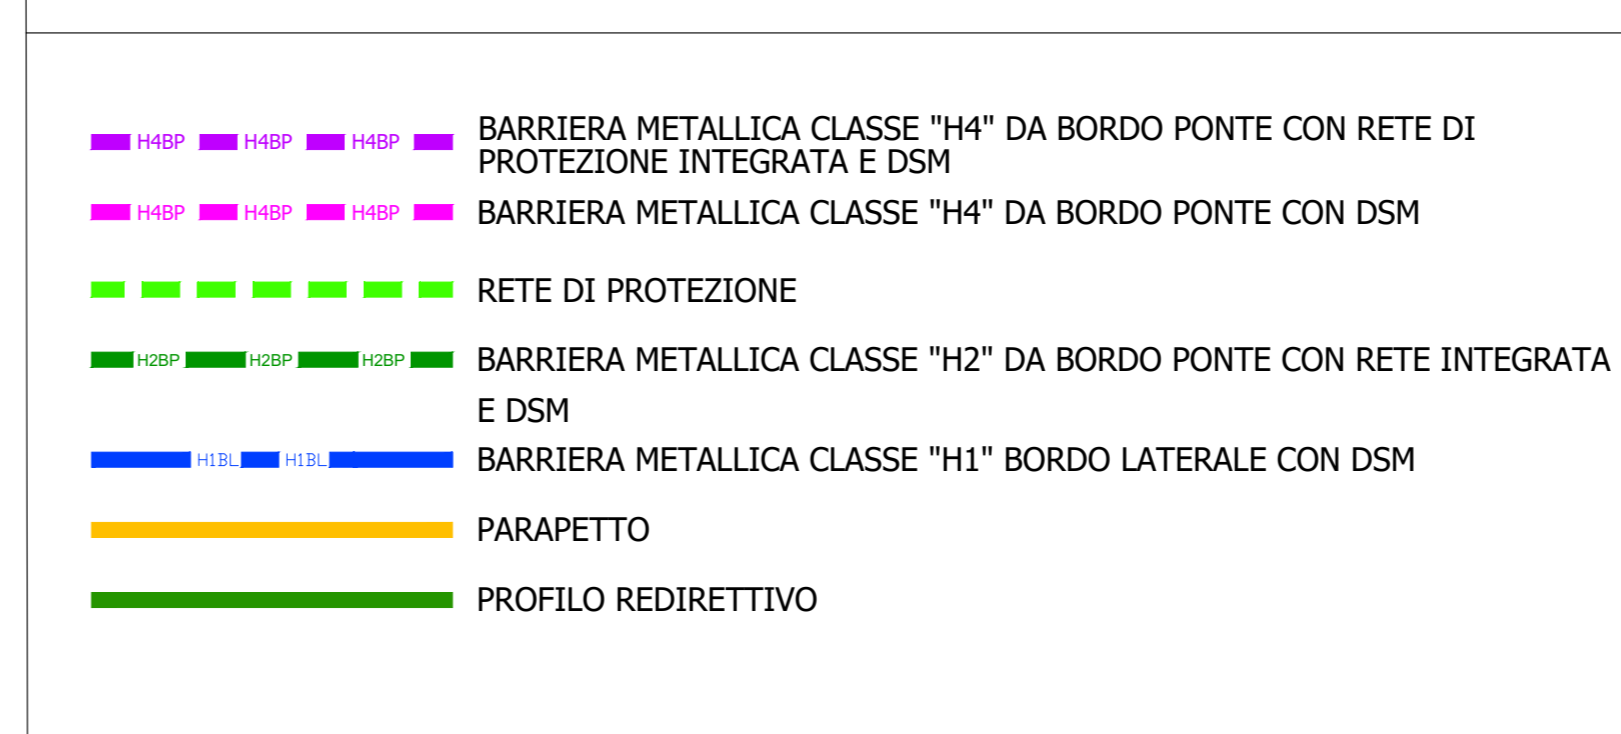 H4BP H4BP H4BP BARRIERA METALLICA CLASSE "H4" DA BORDO PONTE CON RETE DI
PROTEZIONE INTEGRATA E DSM
H4BP H4BP H4BP BARRIERA METALLICA CLASSE "H4" DA BORDO PONTE CON DSM
RETE DI PROTEZIONE
H2BP H2BP H2BP BARRIERA METALLICA CLASSE "H2" DA BORDO PONTE CON RETE INTEGRATA
E DSM
H1BL H1BL BARRIERA METALLICA CLASSE "H1" BORDO LATERALE CON DSM
PARAPETTO
PROFILO REDIRETTIVO